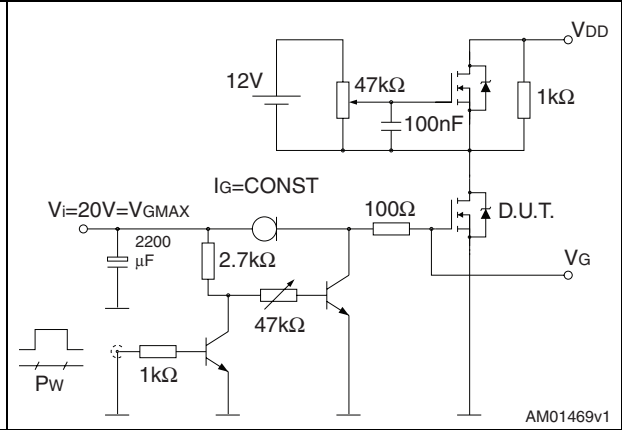 VDD
12V
47kΩ
1kΩ
100nF
IG=CONST
Vi=20V=VGMAX
100Ω
D.U.T.
2200
μF
2.7kΩ
VG
47kΩ
1kΩ
PW
AM01469v1